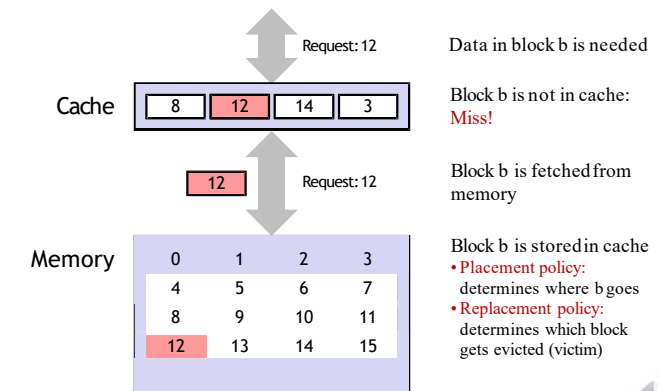 Request: 12
Data in block b is needed
Cache
8 12 14 3
Block b is not in cache:
Miss!
12
Request: 12
Block b is fetched from
memory
Memory
0 1 2 3
4 5 6 7
8 9 10 11
12 13 14 15
Block b is stored in cache
• Placement policy:
determines where b goes
• Replacement policy:
determines which block
gets evicted (victim)